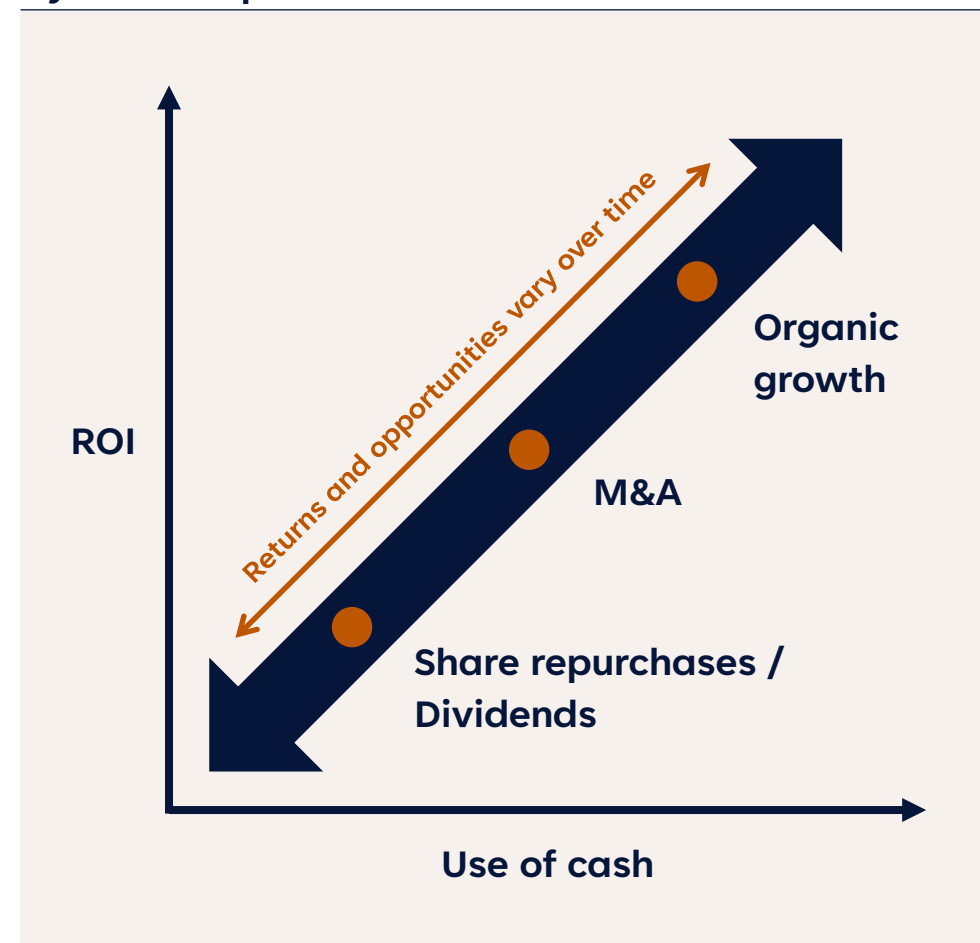 Returns and opportunities vary over time
Organic
growth
ROI
M&A
Share repurchases /
Dividends
Use of cash